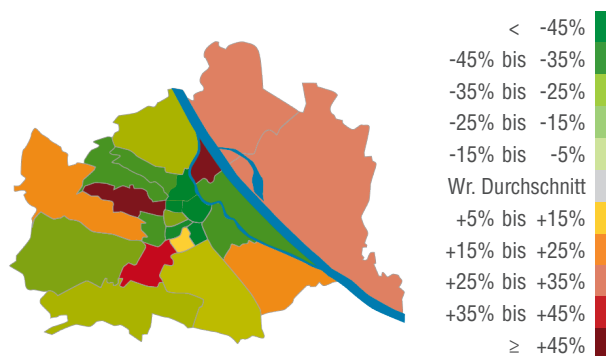 < -45%
-45% bis -35%
-35% bis -25%
-25% bis -15%
-15% bis -5%
Wr. Durchschnitt
+5% bis +15%
+15% bis +25%
+25% bis +35%
+35% bis +45%
≥ +45%